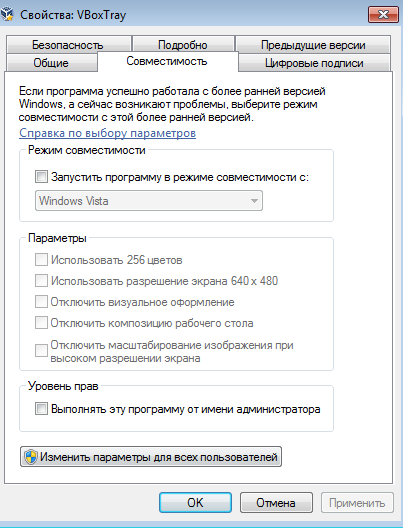 Свойства: VBoxTray
Безопасность
Подробно
Предыдущие версии
Общие
Совместимость
Цифровые подписи
Если программа успешно работала с более ранней версией
Windows, а сейчас возникают проблемы, выберите режим
совместимости с этой более ранней версией.
Справка по выбору параметров
Режим совместимости
Запустить программу в режиме совместимости с:
Windows Vista
Параметры
Использовать 256 цветов
Использовать разрешение экрана 640 x 480
Отключить визуальное оформление
Отключить композицию рабочего стола
Отключить масштабирование изображения при
высоком разрешении экрана
Уровень прав
Выполнять эту программу от имени администратора
Изменить параметры для всех пользователей
OK
Отмена
Применить